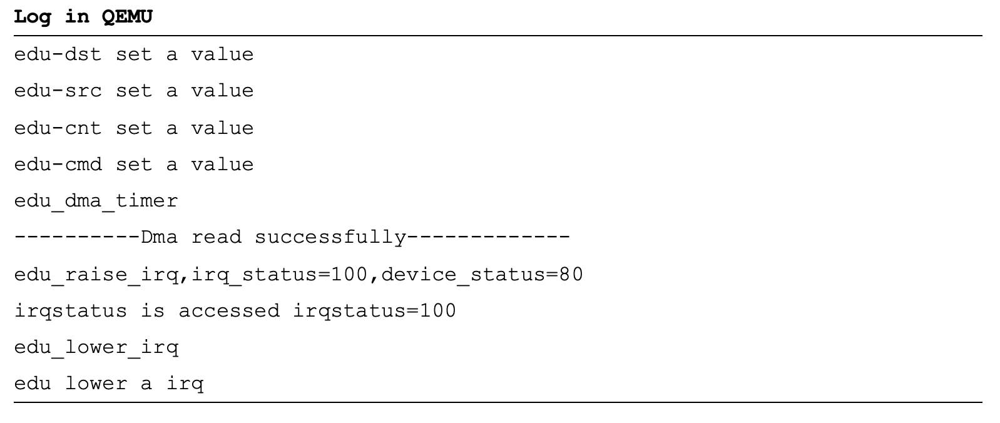 Log in QEMU
edu-dst set a value
edu-src set a value
edu-cnt set a value
edu-cmd set a value
edu_dma_timer
----------Dma read successfully-------------
edu_raise_irq,irq_status=100,device_status=80
irqstatus is accessed irqstatus=100
edu_lower_irq
edu lower a irq